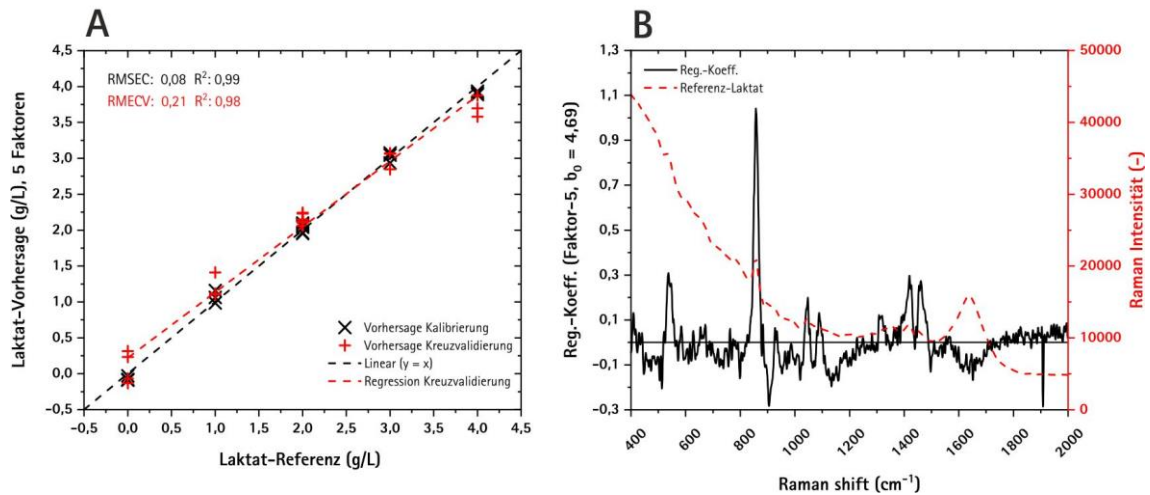 A
Laktat-Vorhersage (g/L), 5 Faktoren
4,5
4,0
3,5
3,0
2,5
2,0
1,5
1,0
0,5
0,0
-0,5
RMSEC: 0,08 R²: 0,99
RMECV: 0,21 R²: 0,98
Vorhersage Kalibrierung
Vorhersage Kreuzvalidierung
Linear (y = x)
Regression Kreuzvalidierung
-0,5 0,0 0,5 1,0 1,5 2,0 2,5 3,0 3,5 4,0 4,5
Laktat-Referenz (g/L)
B
Reg.-Koeff. (Faktor-5, b₀ = 4,69)
1,3
1,1
0,9
0,7
0,5
0,3
0,1
-0,1
-0,3
Reg.-Koeff.
Referenz-Laktat
50000
40000
30000
20000
10000
0
Raman Intensität (-)
400 600 800 1000 1200 1400 1600 1800 2000
Raman shift (cm⁻¹)